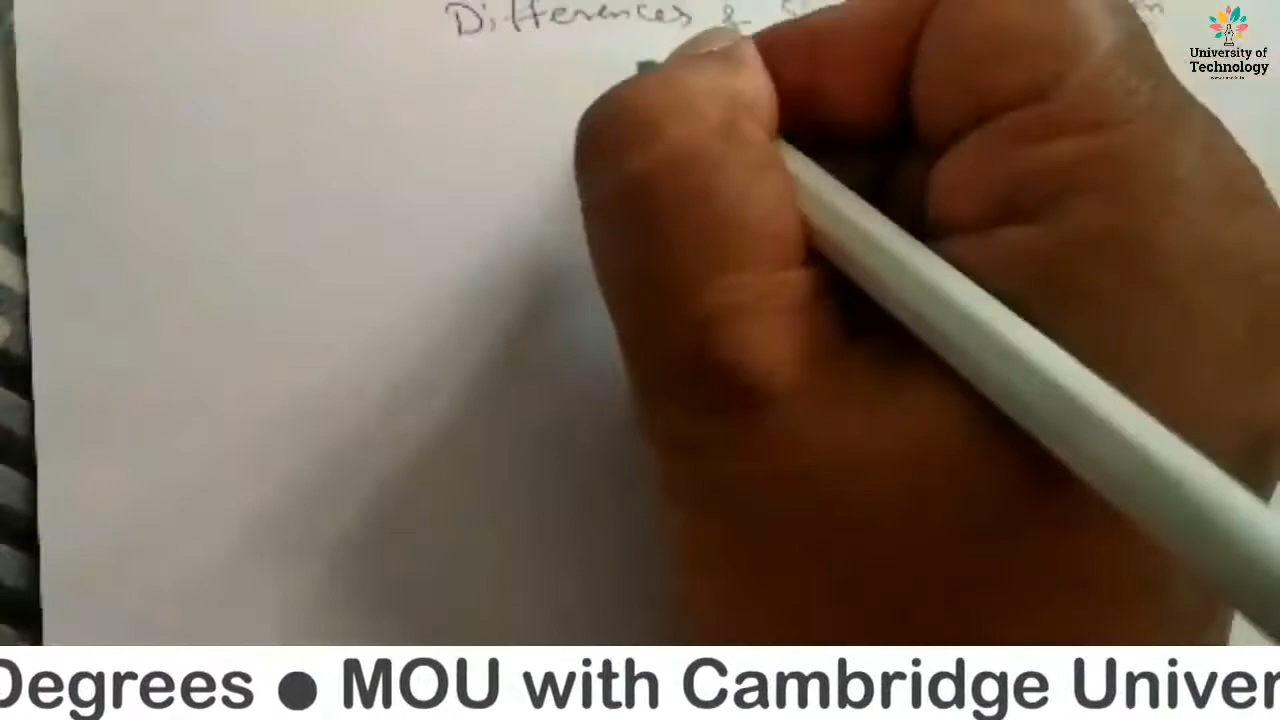 Differences &
University of
Technology
Degrees ● MOU with Cambridge Univer